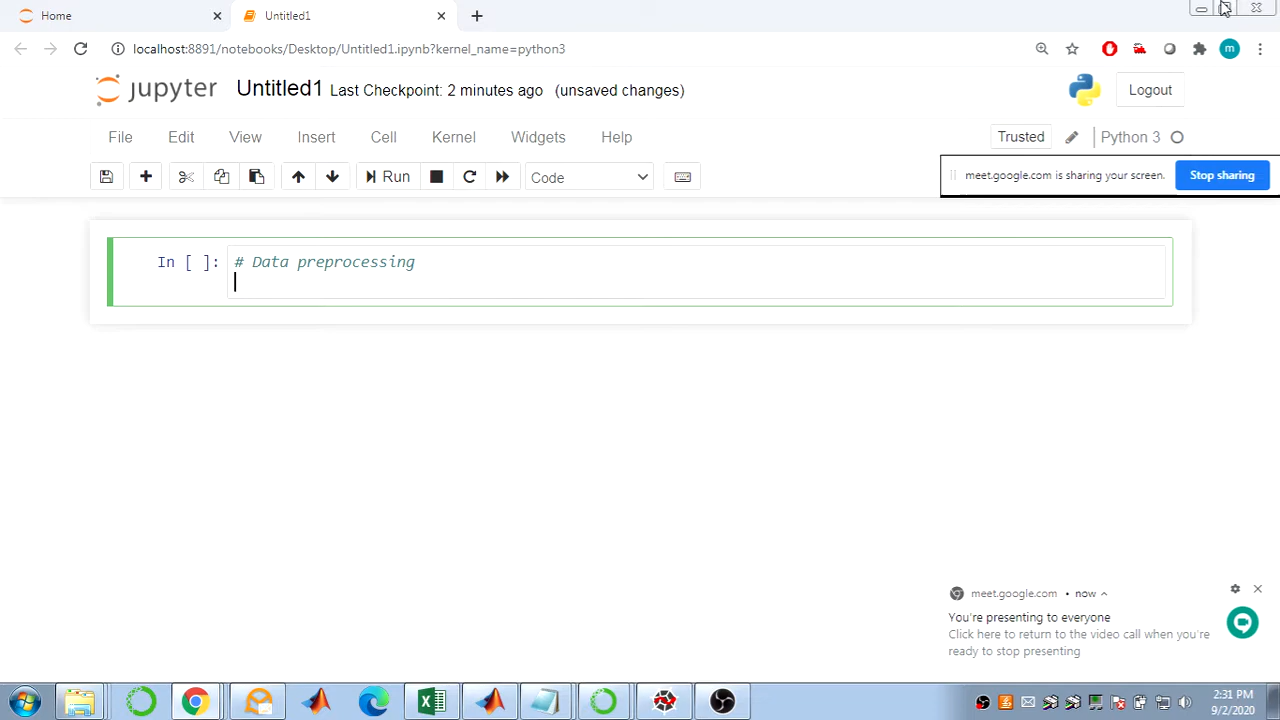 Home
Untitled1
localhost:8891/notebooks/Desktop/Untitled1.ipynb?kernel_name=python3
m
jupyter Untitled1 Last Checkpoint: 2 minutes ago (unsaved changes)
Logout
File Edit View Insert Cell Kernel Widgets Help
Trusted
Python 3
Run
Code
meet.google.com is sharing your screen.
Stop sharing
In [ ]: # Data preprocessing
meet.google.com • now
You're presenting to everyone
Click here to return to the video call when you're
ready to stop presenting
2:31 PM
9/2/2020